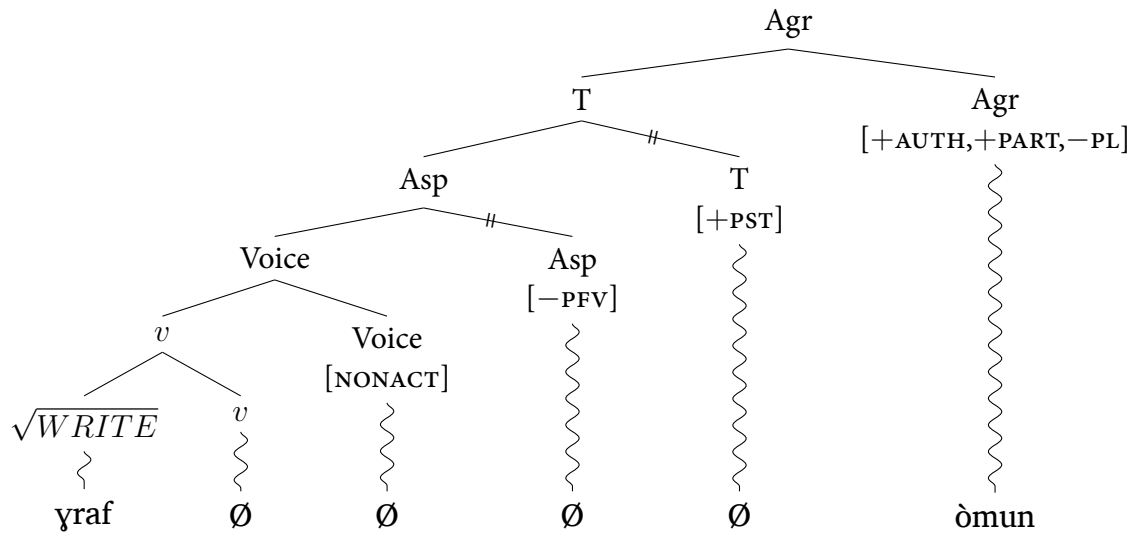 Agr
T
Agr
[+AUTH,+PART,−PL]
Asp
T
[+PST]
Voice
Asp
[−PFV]
v
Voice
[NONACT]
√WRITE
v
ɣraf Ø Ø Ø Ø òmun